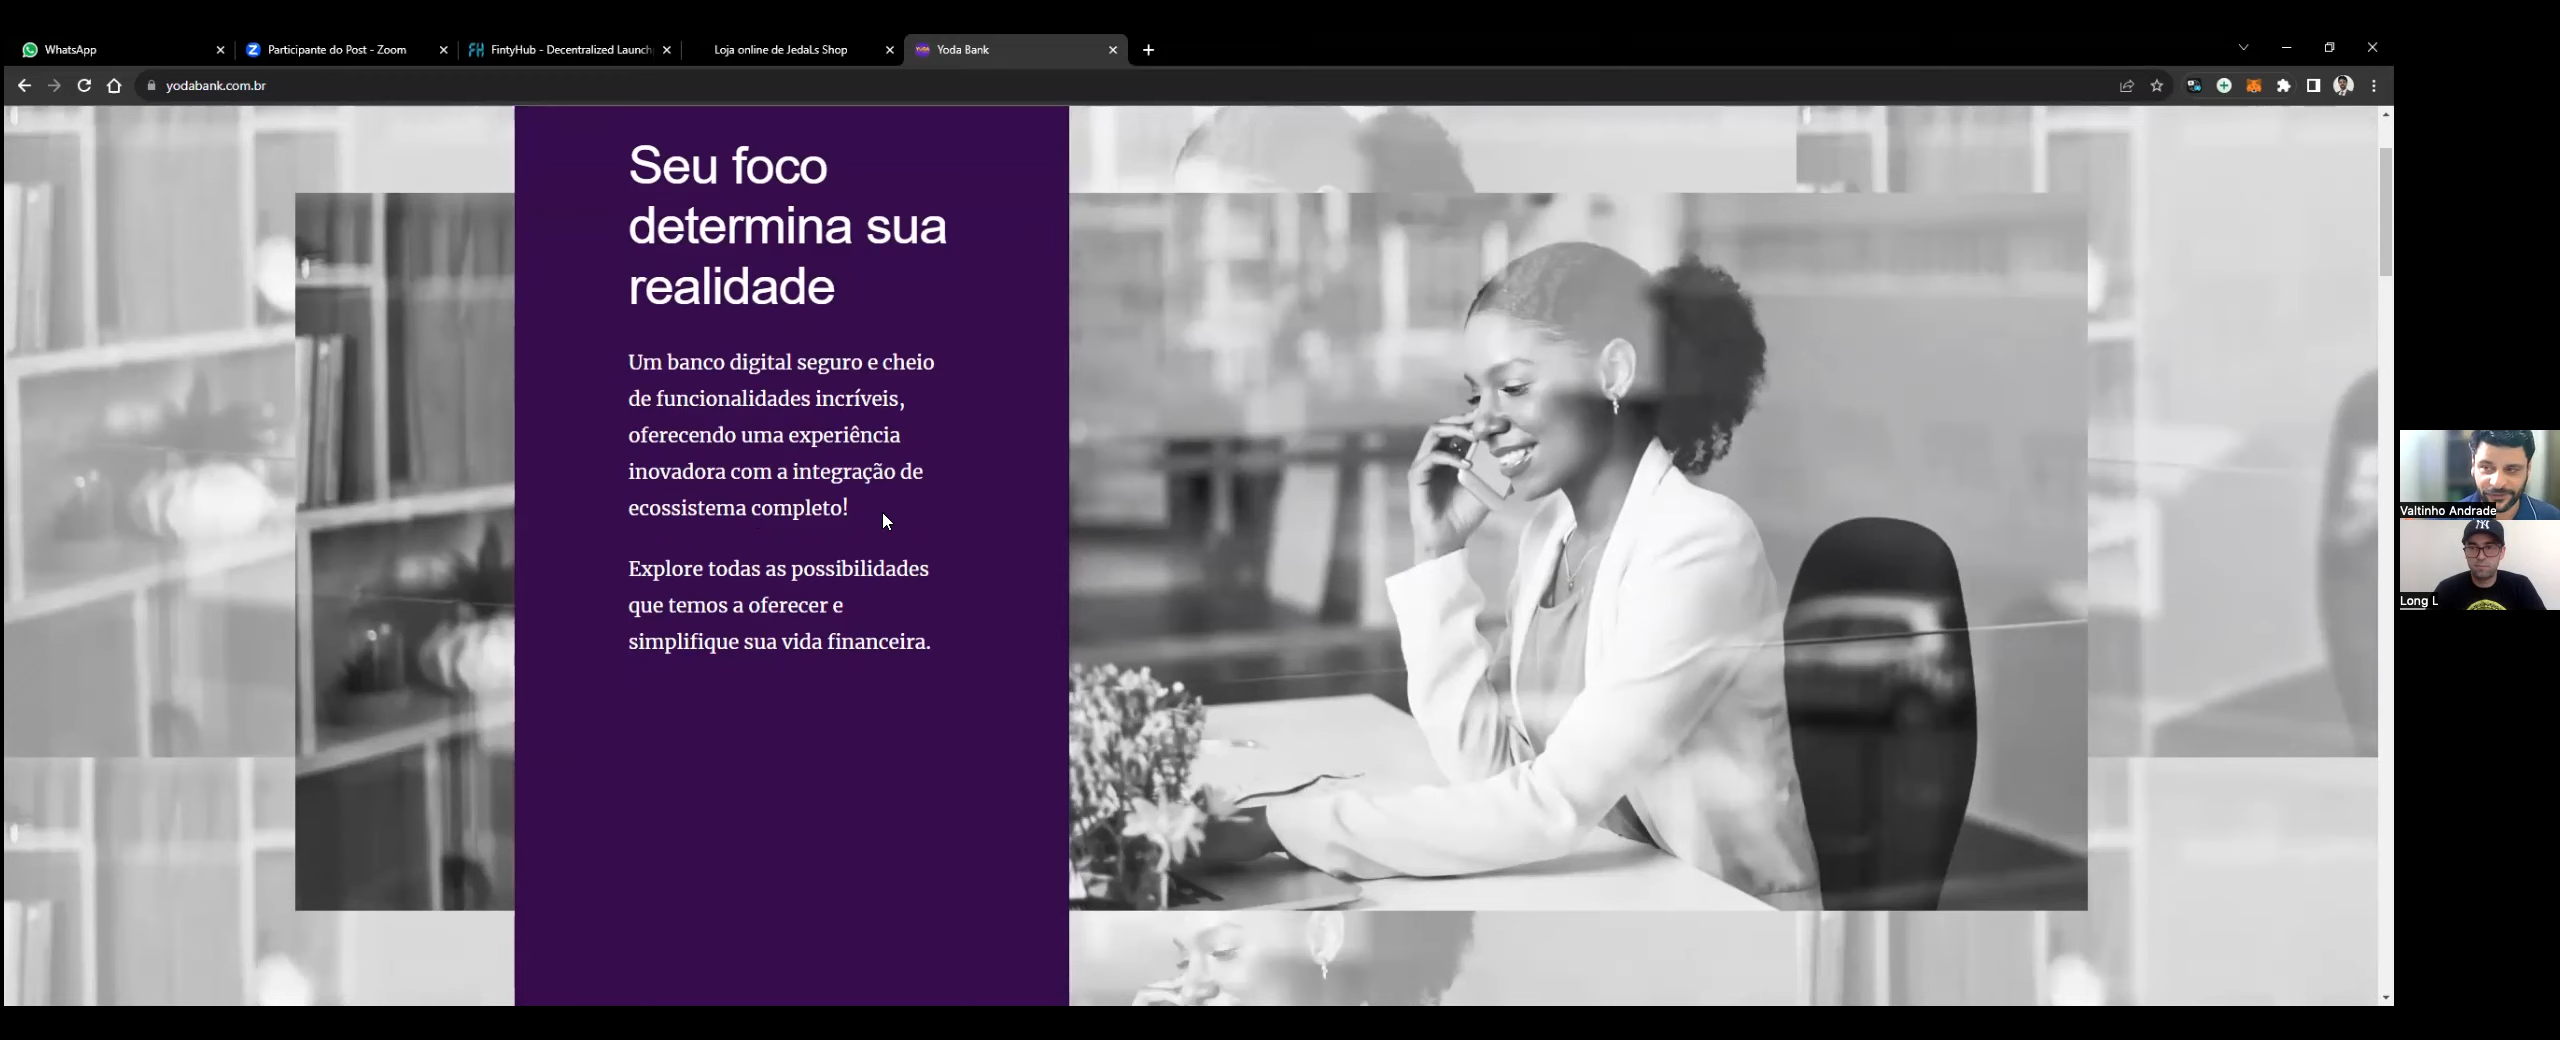 WhatsApp
Participante do Post - Zoom
FintyHub - Decentralized Launch
Loja online de JedaLs Shop
Yoda Bank
yodabank.com.br
Seu foco
determina sua
realidade
Um banco digital seguro e cheio
de funcionalidades incríveis,
oferecendo uma experiência
inovadora com a integração de
ecossistema completo!
Explore todas as possibilidades
que temos a oferecer e
simplifique sua vida financeira.
Valtinho Andrade
Long L